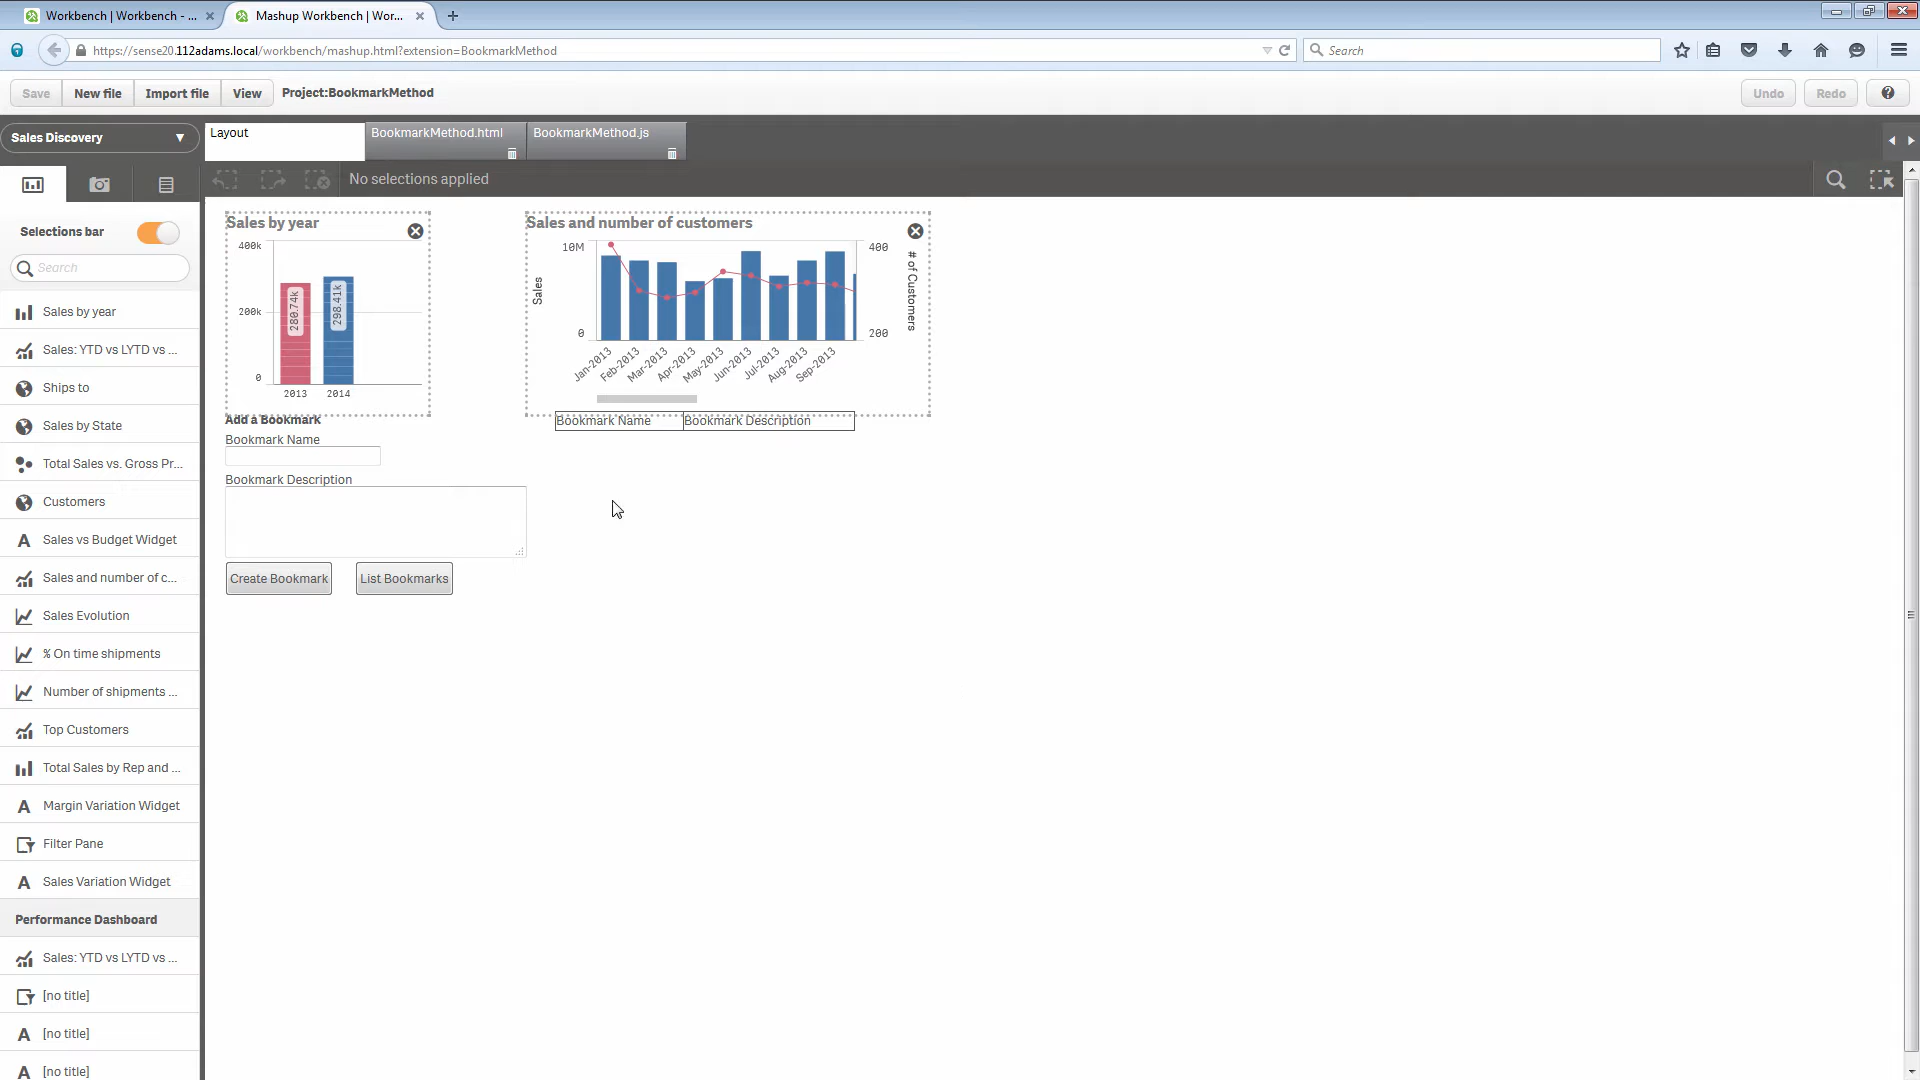 Workbench | Workbench - ...
Mashup Workbench | Wor...
https://sense20.112adams.local/workbench/mashup.html?extension=BookmarkMethod
Search
Save
New file
Import file
View
Project:BookmarkMethod
Undo
Redo
Sales Discovery
Layout
BookmarkMethod.html
BookmarkMethod.js
No selections applied
Selections bar
Search
Sales by year
Sales: YTD vs LYTD vs ...
Ships to
Sales by State
Total Sales vs. Gross Pr...
Customers
Sales vs Budget Widget
Sales and number of c...
Sales Evolution
% On time shipments
Number of shipments ...
Top Customers
Total Sales by Rep and ...
Margin Variation Widget
Filter Pane
Sales Variation Widget
Performance Dashboard
Sales: YTD vs LYTD vs ...
[no title]
[no title]
[no title]
Sales by year
400k
200k
0
280.74k
298.41k
2013
2014
Sales and number of customers
10M
0
Sales
400
200
# of Customers
Jan-2013
Feb-2013
Mar-2013
Apr-2013
May-2013
Jun-2013
Jul-2013
Aug-2013
Sep-2013
Add a Bookmark
Bookmark Name
Bookmark Description
Create Bookmark
List Bookmarks
Bookmark Name
Bookmark Description